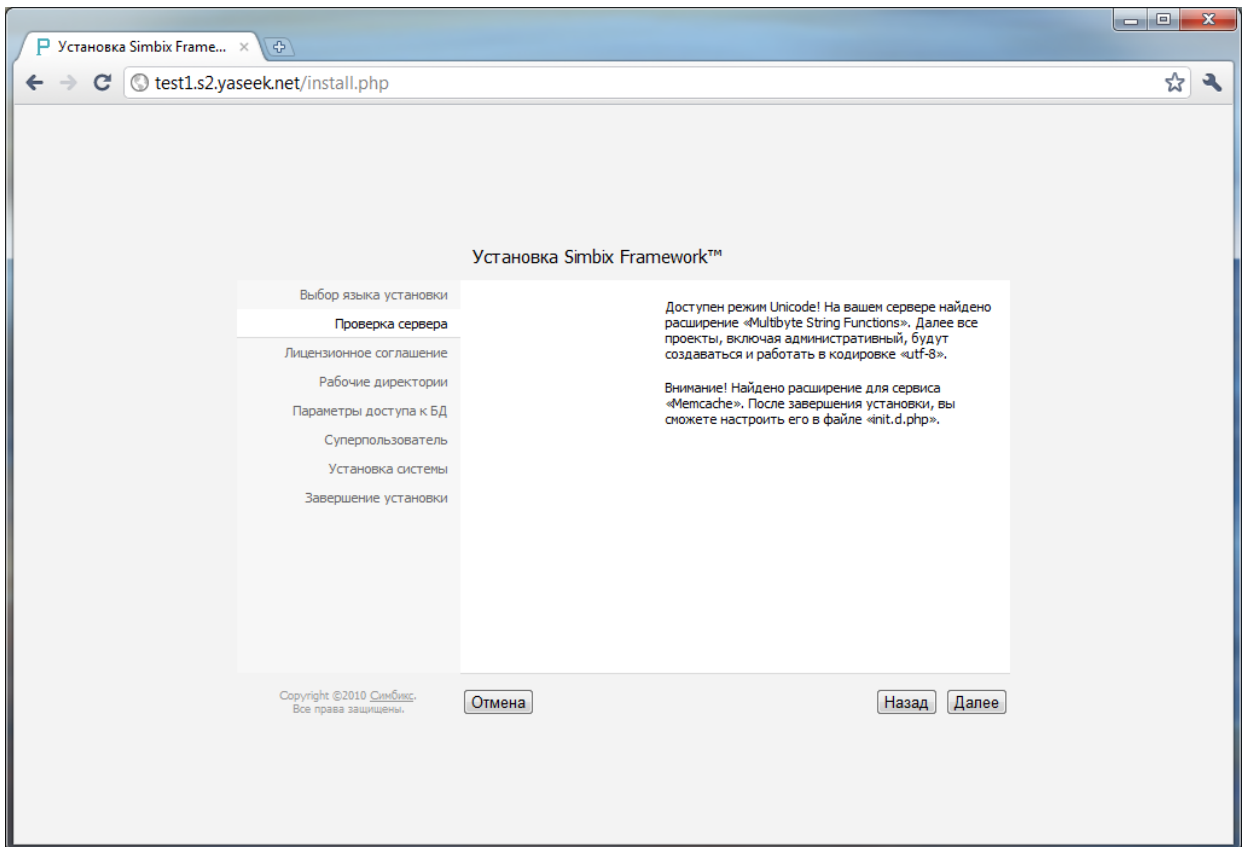 Установка Simbix Frame...
test1.s2.yaseek.net/install.php
Установка Simbix Framework™
Выбор языка установки
Проверка сервера
Лицензионное соглашение
Рабочие директории
Параметры доступа к БД
Суперпользователь
Установка системы
Завершение установки
Доступен режим Unicode! На вашем сервере найдено
расширение «Multibyte String Functions». Далее все
проекты, включая административный, будут
создаваться и работать в кодировке «utf-8».
Внимание! Найдено расширение для сервиса
«Memcache». После завершения установки, вы
сможете настроить его в файле «init.d.php».
Copyright ©2010 Симбикс.
Все права защищены.
Отмена
Назад
Далее